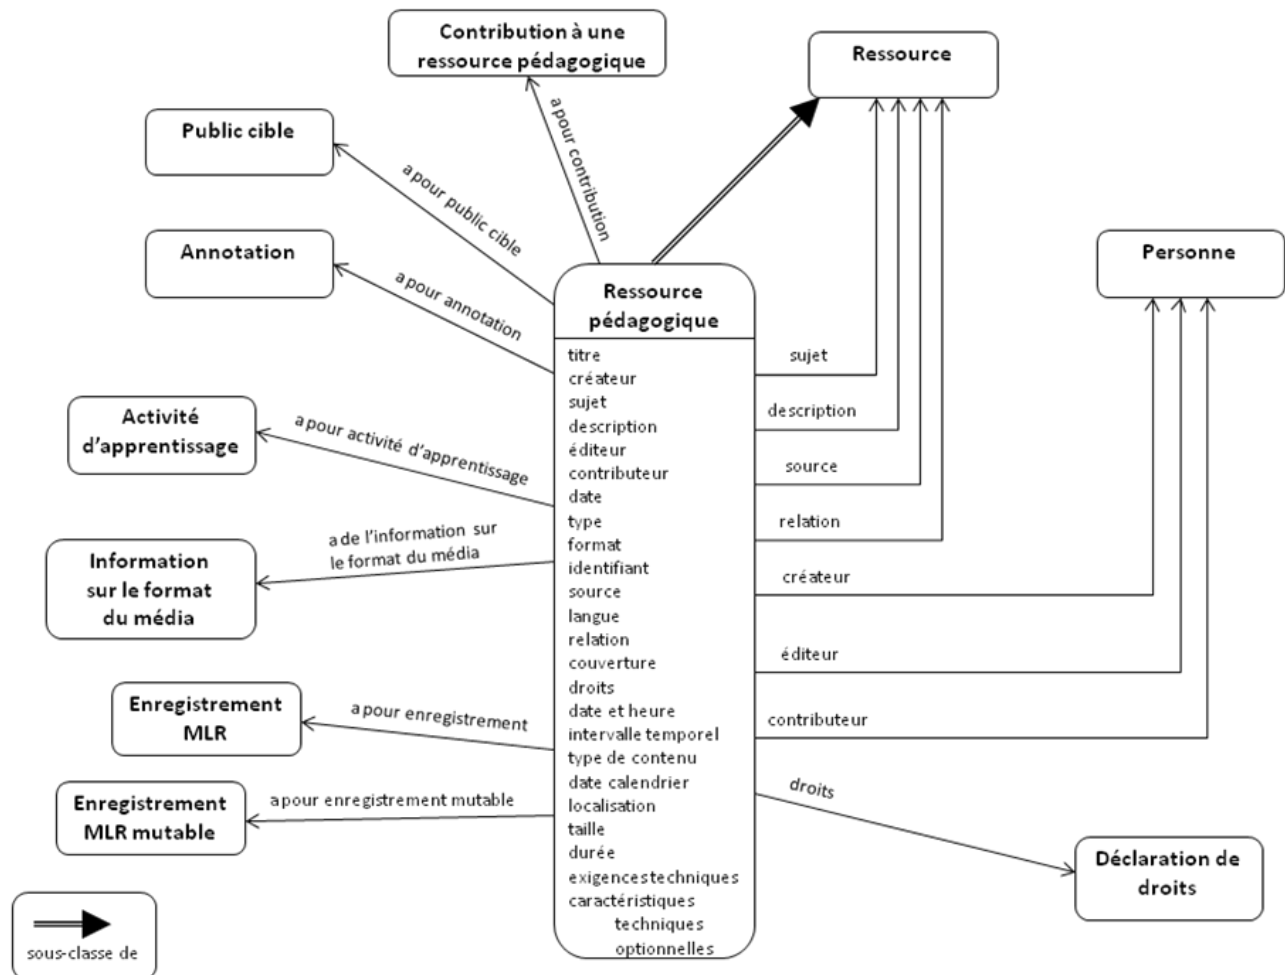 Contribution à une
ressource pédagogique
Ressource
Public cible
a pour contribution
a pour public cible
Annotation
Personne
a pour annotation
Ressource
pédagogique
titre
créateur
sujet
description
éditeur
contributeur
date
type
format
identifiant
source
langue
relation
couverture
droits
date et heure
intervalle temporel
type de contenu
date calendrier
localisation
taille
durée
exigences techniques
caractéristiques
techniques
optionnelles
sujet
description
source
relation
créateur
éditeur
contributeur
droits
Activité
d'apprentissage
a pour activité d'apprentissage
a de l'information sur
le format du média
Information
sur le format
du média
Enregistrement
MLR
a pour enregistrement
Enregistrement
MLR mutable
a pour enregistrement mutable
Déclaration de
droits
sous-classe de